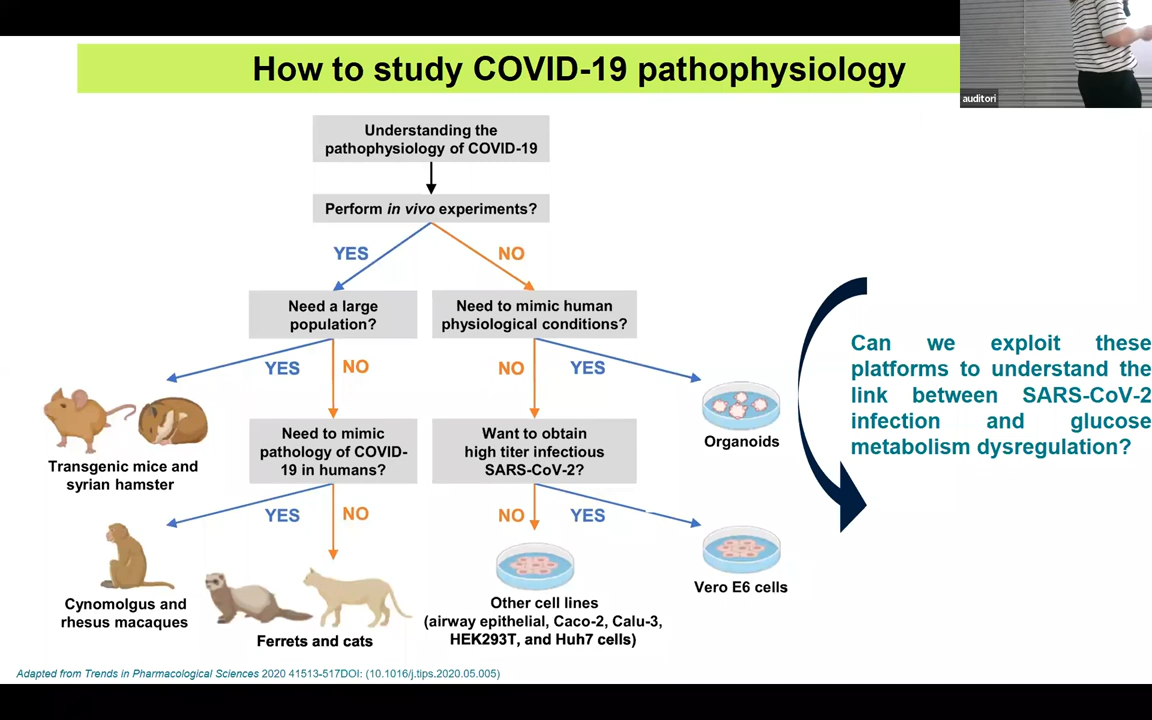 How to study COVID-19 pathophysiology
auditori
Understanding the
pathophysiology of COVID-19
Perform in vivo experiments?
YES
NO
Need a large
population?
Need to mimic human
physiological conditions?
YES
NO
NO
YES
Can we exploit these
platforms to understand the
link between SARS-CoV-2
infection and glucose
metabolism dysregulation?
Transgenic mice and
syrian hamster
Need to mimic
pathology of COVID-
19 in humans?
Want to obtain
high titer infectious
SARS-CoV-2?
Organoids
YES
NO
NO
YES
Cynomolgus and
rhesus macaques
Ferrets and cats
Other cell lines
(airway epithelial, Caco-2, Calu-3,
HEK293T, and Huh7 cells)
Vero E6 cells
Adapted from Trends in Pharmacological Sciences 2020 41513-517DOI: (10.1016/j.tips.2020.05.005)